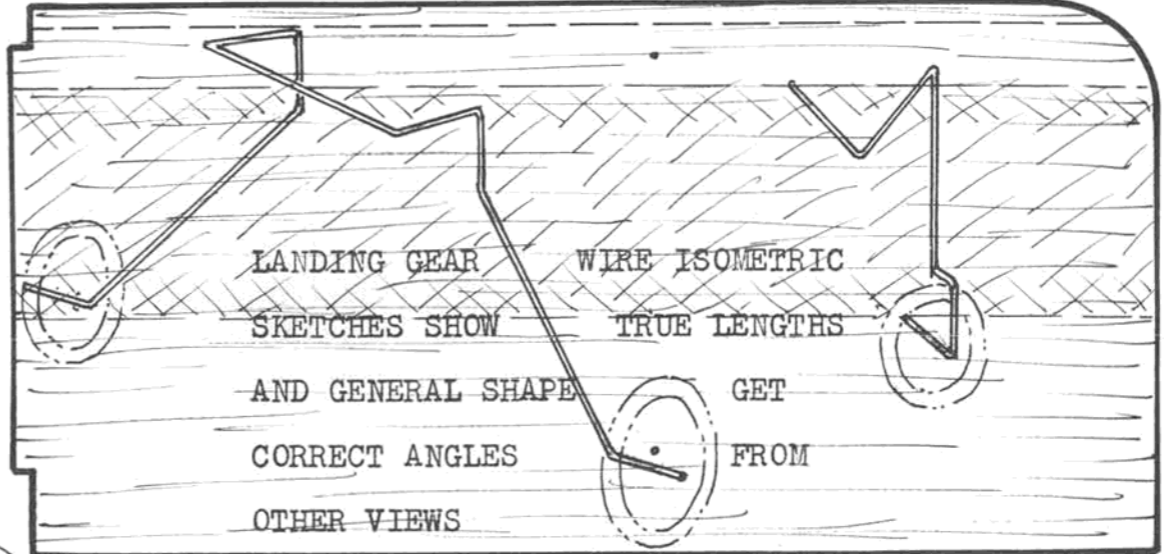 LANDING GEAR WIRE ISOMETRIC
SKETCHES SHOW TRUE LENGTHS
AND GENERAL SHAPE GET
CORRECT ANGLES FROM
OTHER VIEWS